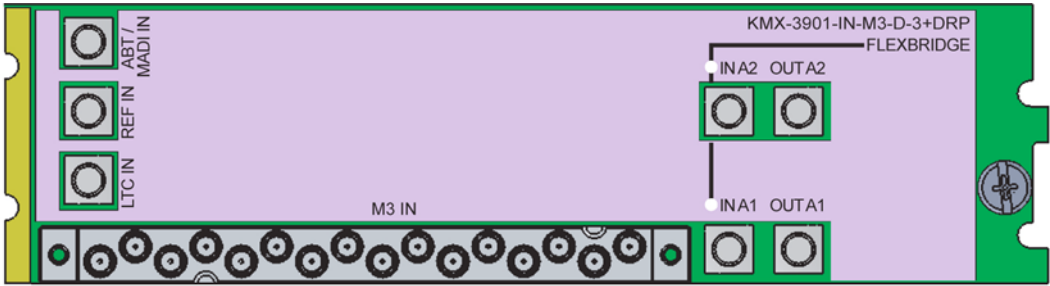 KMX-3901-IN-M3-D-3+DRP
FLEXBRIDGE
ABT /
MADI IN
REF IN
LTC IN
IN A2 OUT A2
IN A1 OUT A1
M3 IN